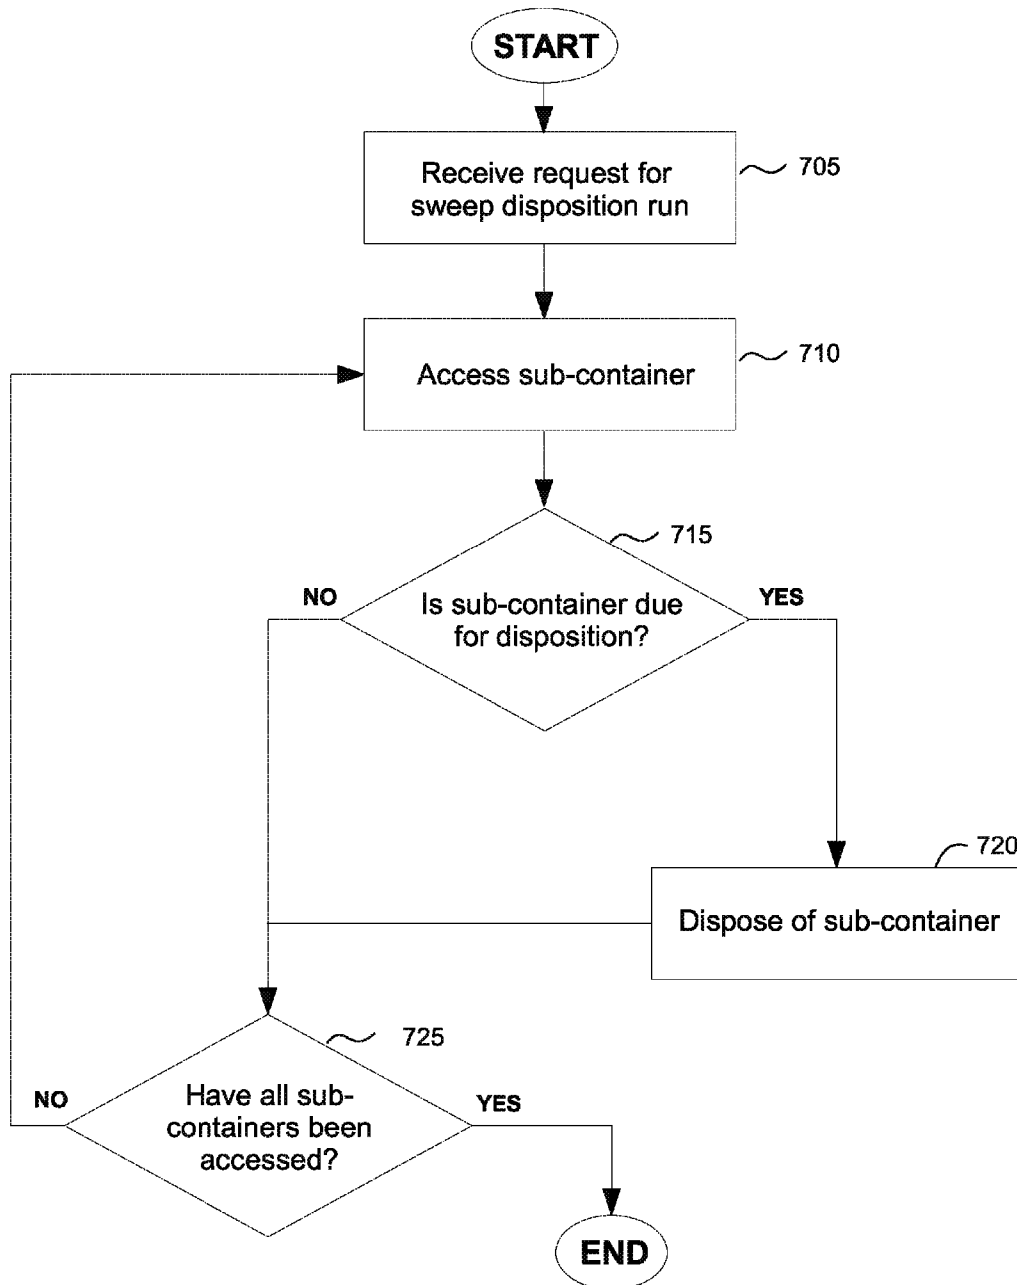 START
Receive request for
sweep disposition run
705
Access sub-container
710
715
Is sub-container due
for disposition?
NO
YES
720
Dispose of sub-container
725
Have all sub-
containers been
accessed?
NO
YES
END